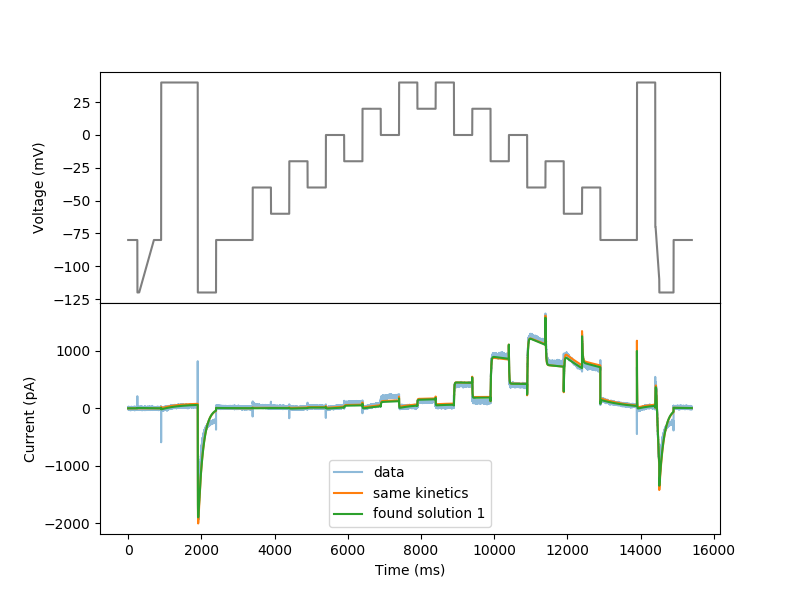 25
0
−25
−50
−75
−100
−125
Voltage (mV)
1000
0
−1000
−2000
Current (pA)
data
same kinetics
found solution 1
0 2000 4000 6000 8000 10000 12000 14000 16000
Time (ms)